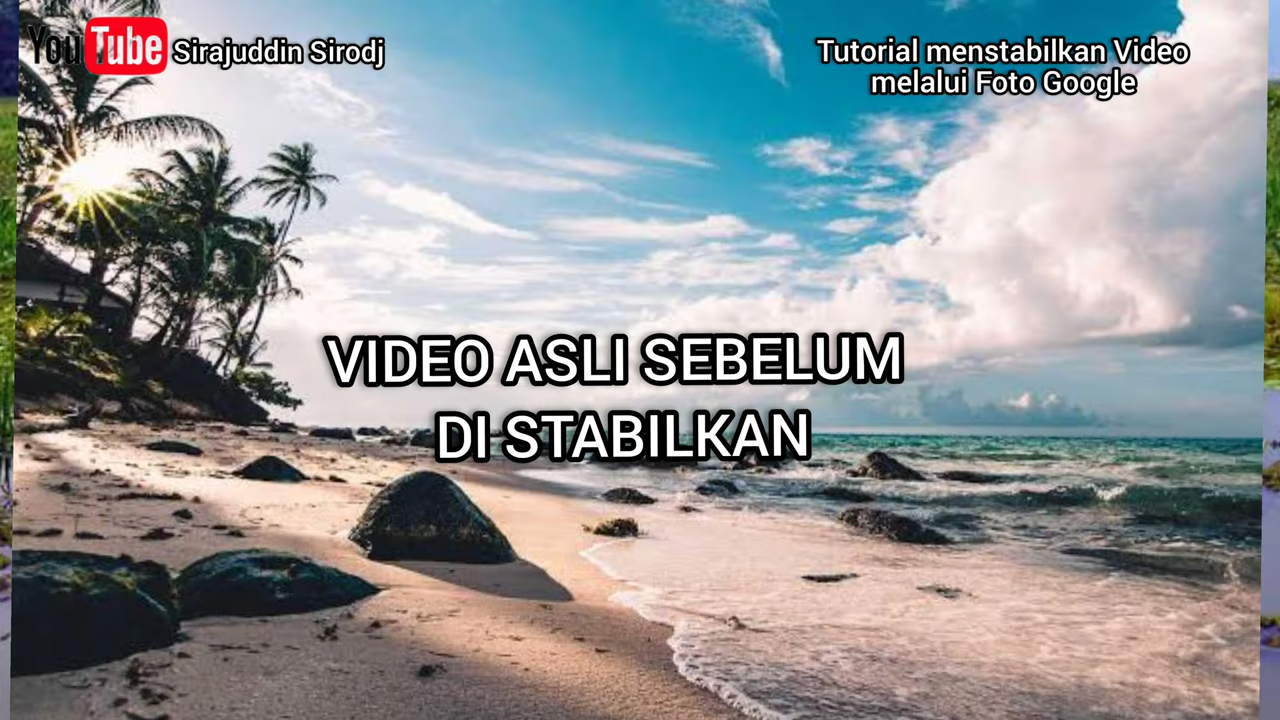 YouTube Sirajuddin Sirodj
Tutorial menstabilkan Video
melalui Foto Google
VIDEO ASLI SEBELUM
DI STABILKAN